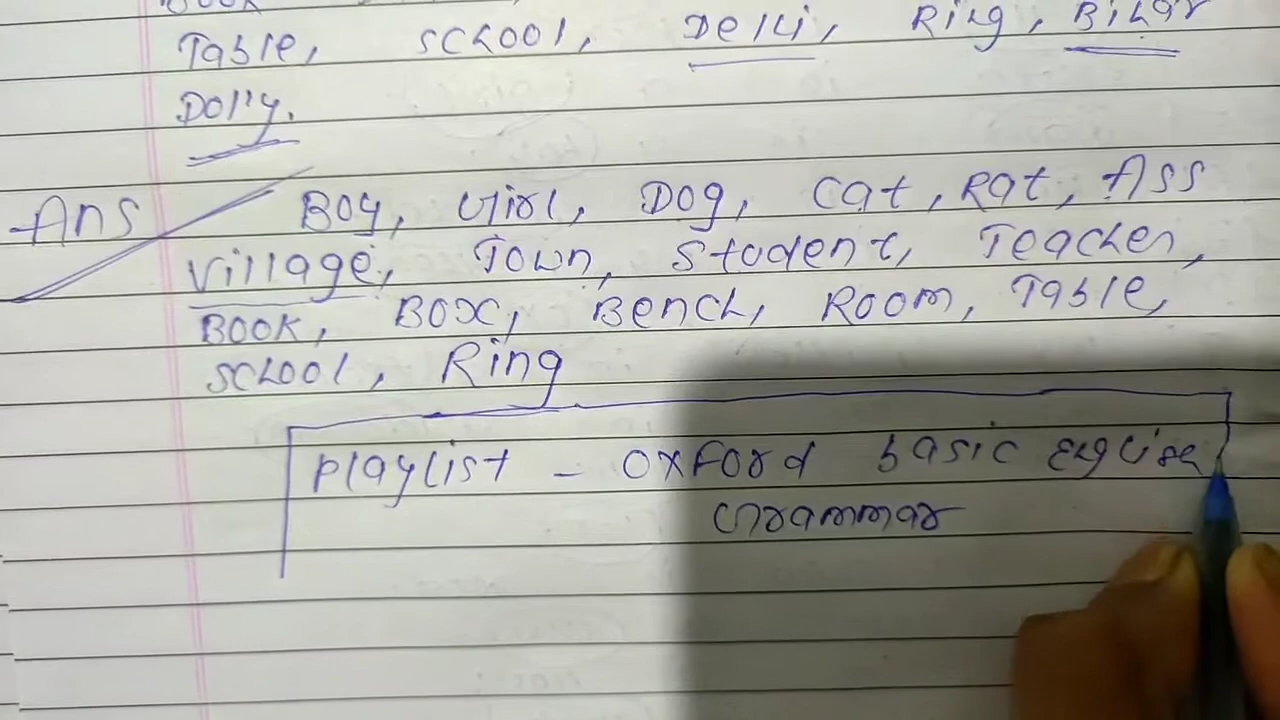 Book
Table, School, Delhi, Ring, Bihar
Dolly.
Ans Boy, Girl, Dog, Cat, Rat, Ass
Village, Town, Student, Teacher,
Book, Box, Bench, Room, Table,
School, Ring
Playlist - Oxford basic
Grammar